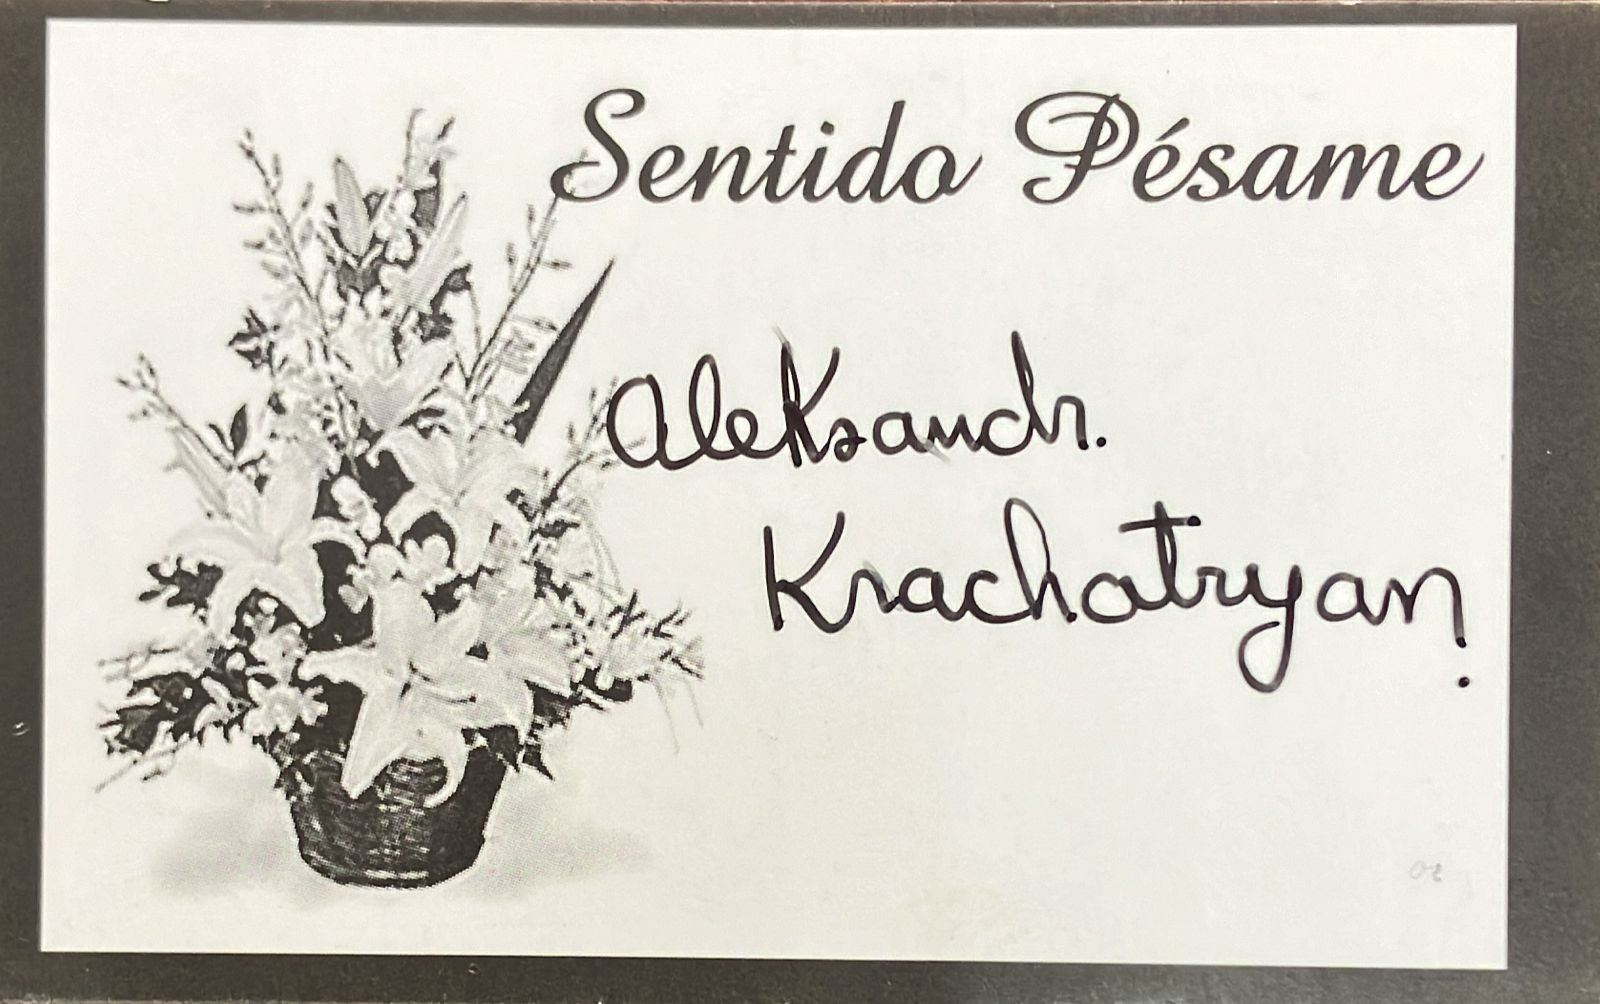 Sentido Pésame
Aleksandr.
Krachatryan.